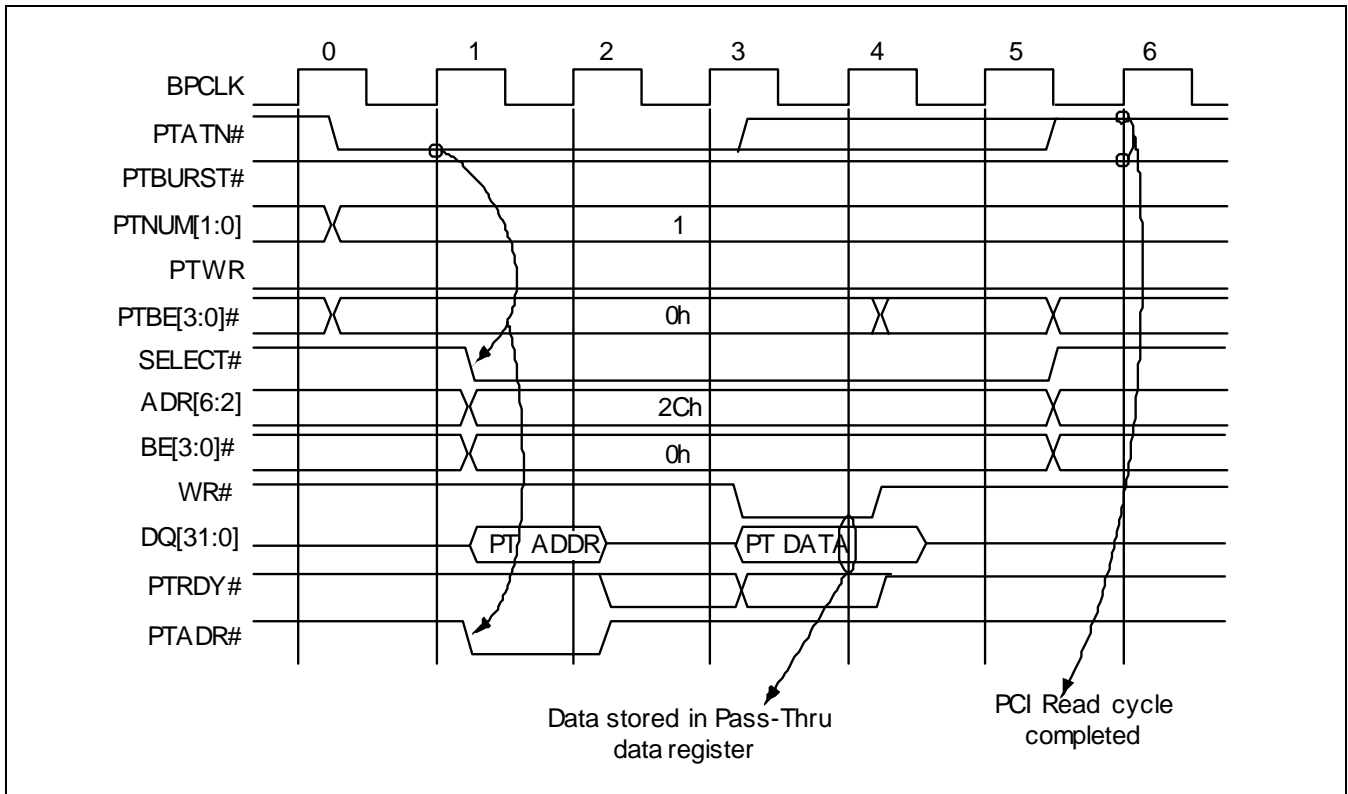 0 1 2 3 4 5 6
BPCLK
PTATN#
PTBURST#
PTNUM[1:0] 1
PTWR
PTBE[3:0]# 0h
SELECT#
ADR[6:2] 2Ch
BE[3:0]# 0h
WR#
DQ[31:0] PT ADDR PT DATA
PTRDY#
PTADR#
Data stored in Pass-Thru
data register
PCI Read cycle
completed